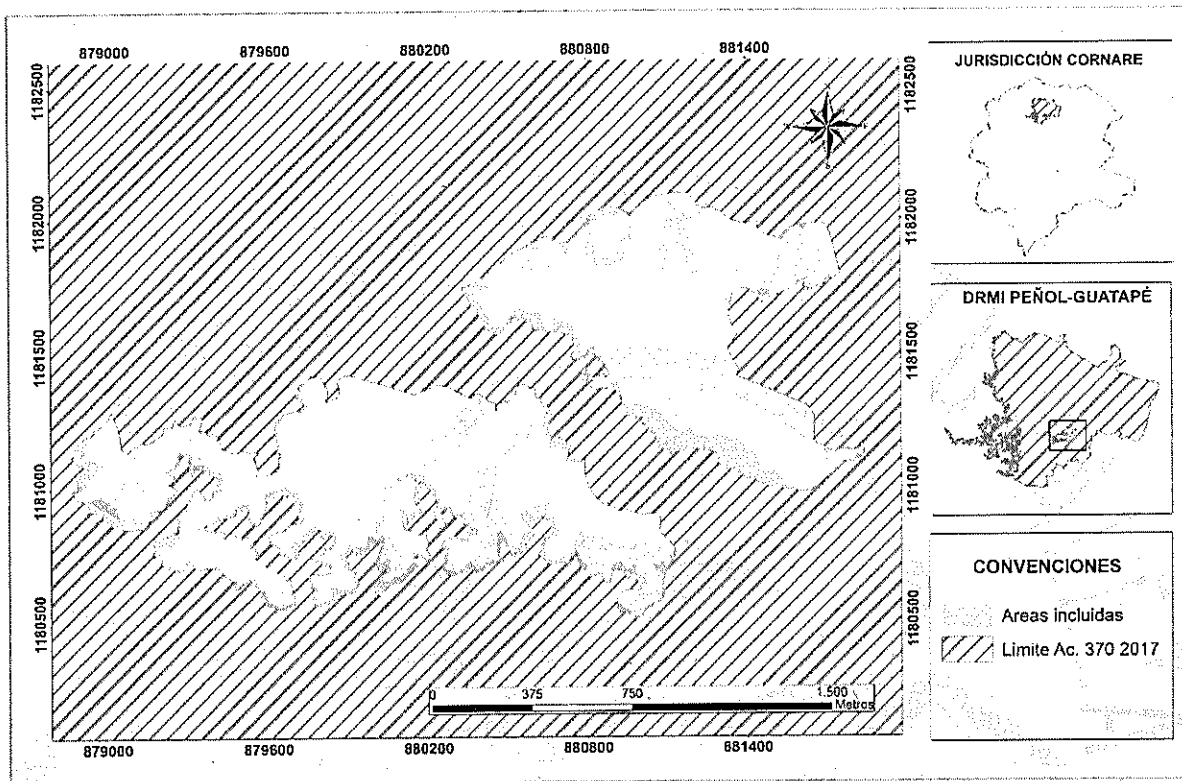 879000 879600 880200 880800 881400
1182500
1182000
1181500
1181000
1180500
1182500
1182000
1181500
1181000
1180500
0 375 750 1.500
Metros
879000 879600 880200 880800 881400
JURISDICCIÓN CORNARE
DRMI PEÑOL-GUATAPÉ
CONVENCIONES
Areas incluidas
Limite Ac. 370 2017